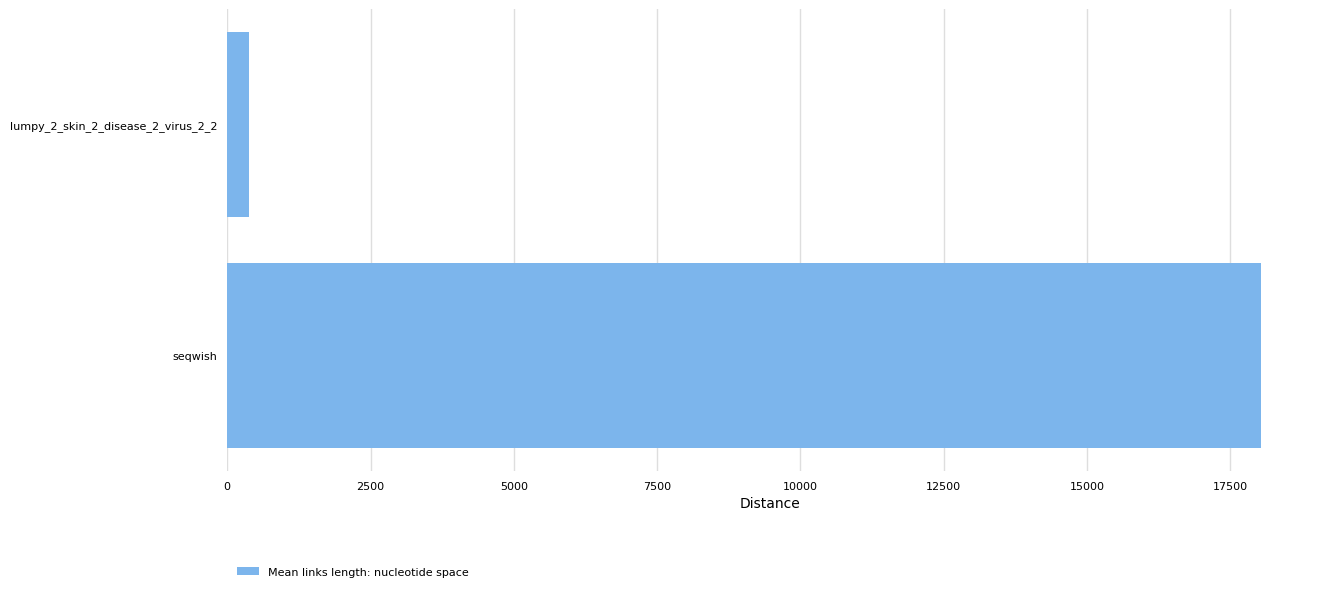 lumpy_2_skin_2_disease_2_virus_2_2
seqwish
0 2500 5000 7500 10000 12500 15000 17500
Distance
Mean links length: nucleotide space